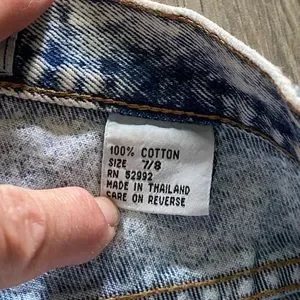 100% COTTON
SIZE 7/8
RN 52992
MADE IN THAILAND
CARE ON REVERSE